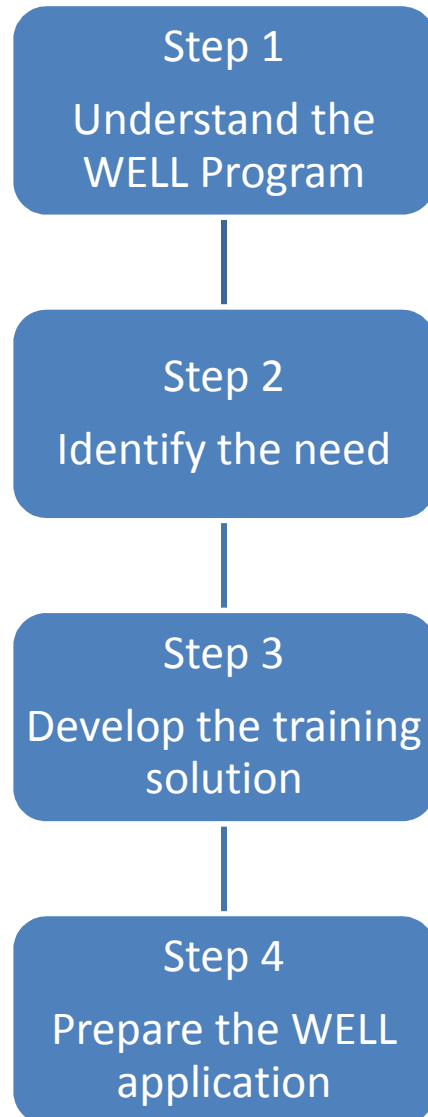 Step 1
Understand the
WELL Program
Step 2
Identify the need
Step 3
Develop the training
solution
Step 4
Prepare the WELL
application